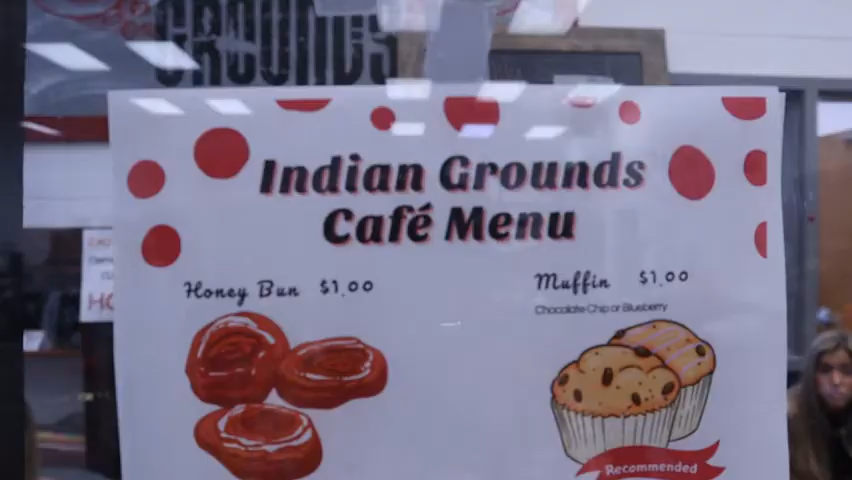 GROUNDS
Indian Grounds
Café Menu
Honey Bun $1.00
Muffin $1.00
Chocolate Chip or Blueberry
Recommended